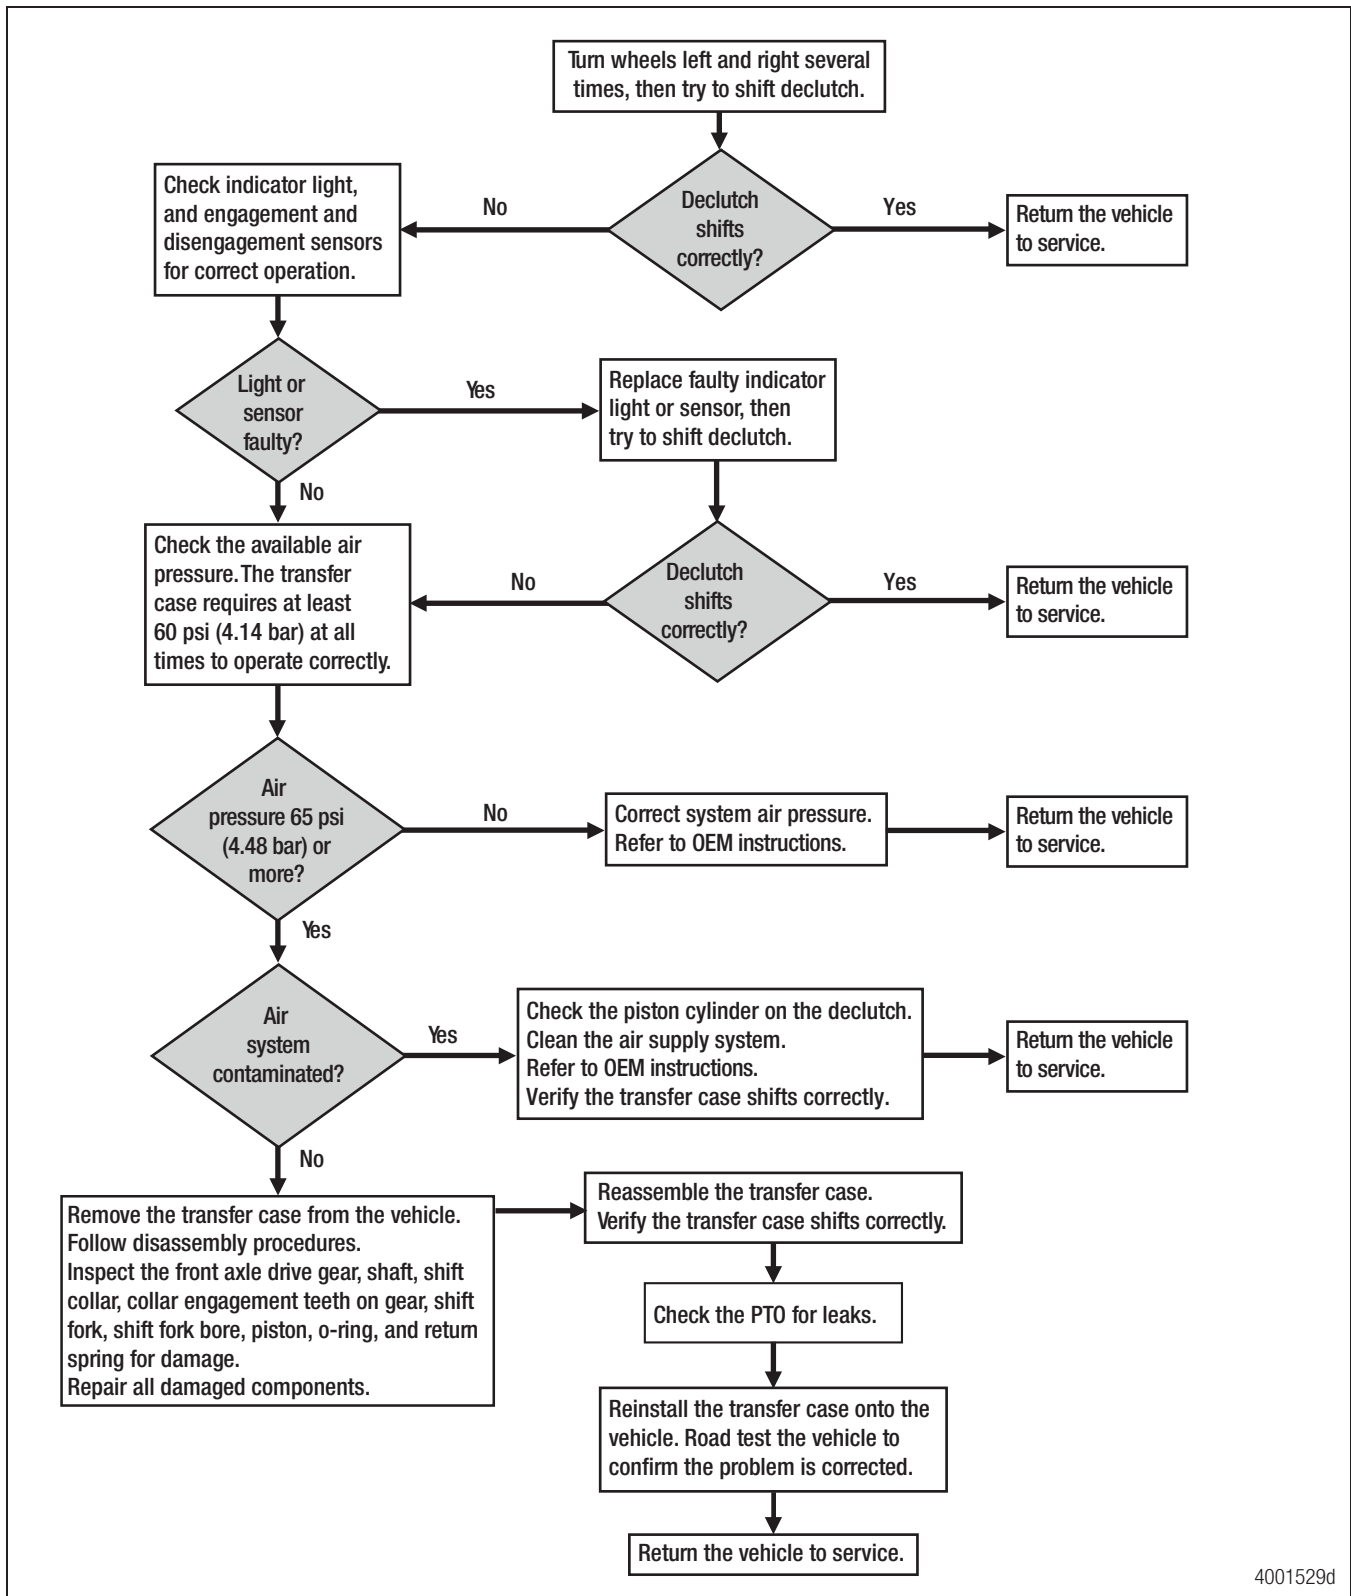 Turn wheels left and right several
times, then try to shift declutch.
Declutch
shifts
correctly?
No
Yes
Check indicator light,
and engagement and
disengagement sensors
for correct operation.
Return the vehicle
to service.
Light or
sensor
faulty?
Yes
No
Replace faulty indicator
light or sensor, then
try to shift declutch.
Declutch
shifts
correctly?
No
Yes
Return the vehicle
to service.
Check the available air
pressure. The transfer
case requires at least
60 psi (4.14 bar) at all
times to operate correctly.
Air
pressure 65 psi
(4.48 bar) or
more?
No
Yes
Correct system air pressure.
Refer to OEM instructions.
Return the vehicle
to service.
Air
system
contaminated?
Yes
No
Check the piston cylinder on the declutch.
Clean the air supply system.
Refer to OEM instructions.
Verify the transfer case shifts correctly.
Return the vehicle
to service.
Remove the transfer case from the vehicle.
Follow disassembly procedures.
Inspect the front axle drive gear, shaft, shift
collar, collar engagement teeth on gear, shift
fork, shift fork bore, piston, o-ring, and return
spring for damage.
Repair all damaged components.
Reassemble the transfer case.
Verify the transfer case shifts correctly.
Check the PTO for leaks.
Reinstall the transfer case onto the
vehicle. Road test the vehicle to
confirm the problem is corrected.
Return the vehicle to service.
4001529d